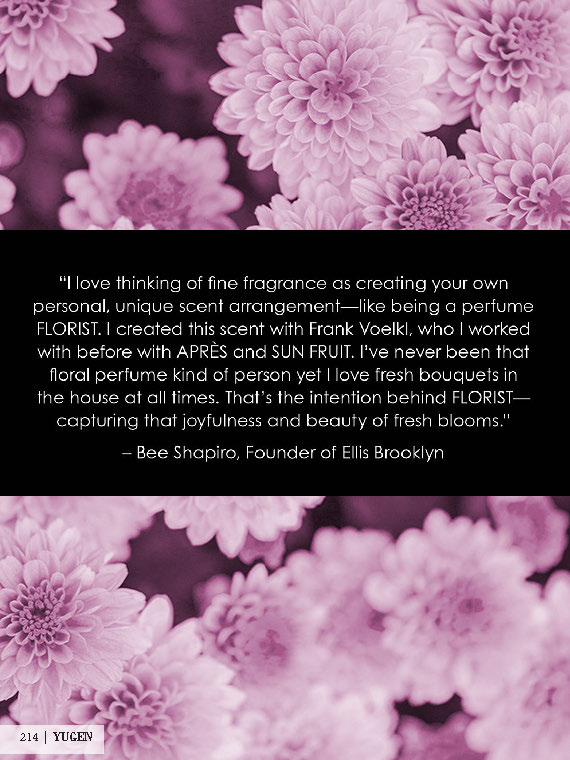 “I love thinking of fine fragrance as creating your own
personal, unique scent arrangement—like being a perfume
FLORIST. I created this scent with Frank Voelkl, who I worked
with before with APRÈS and SUN FRUIT. I’ve never been that
floral perfume kind of person yet I love fresh bouquets in
the house at all times. That’s the intention behind FLORIST—
capturing that joyfulness and beauty of fresh blooms."
– Bee Shapiro, Founder of Ellis Brooklyn
214 | YUGEN